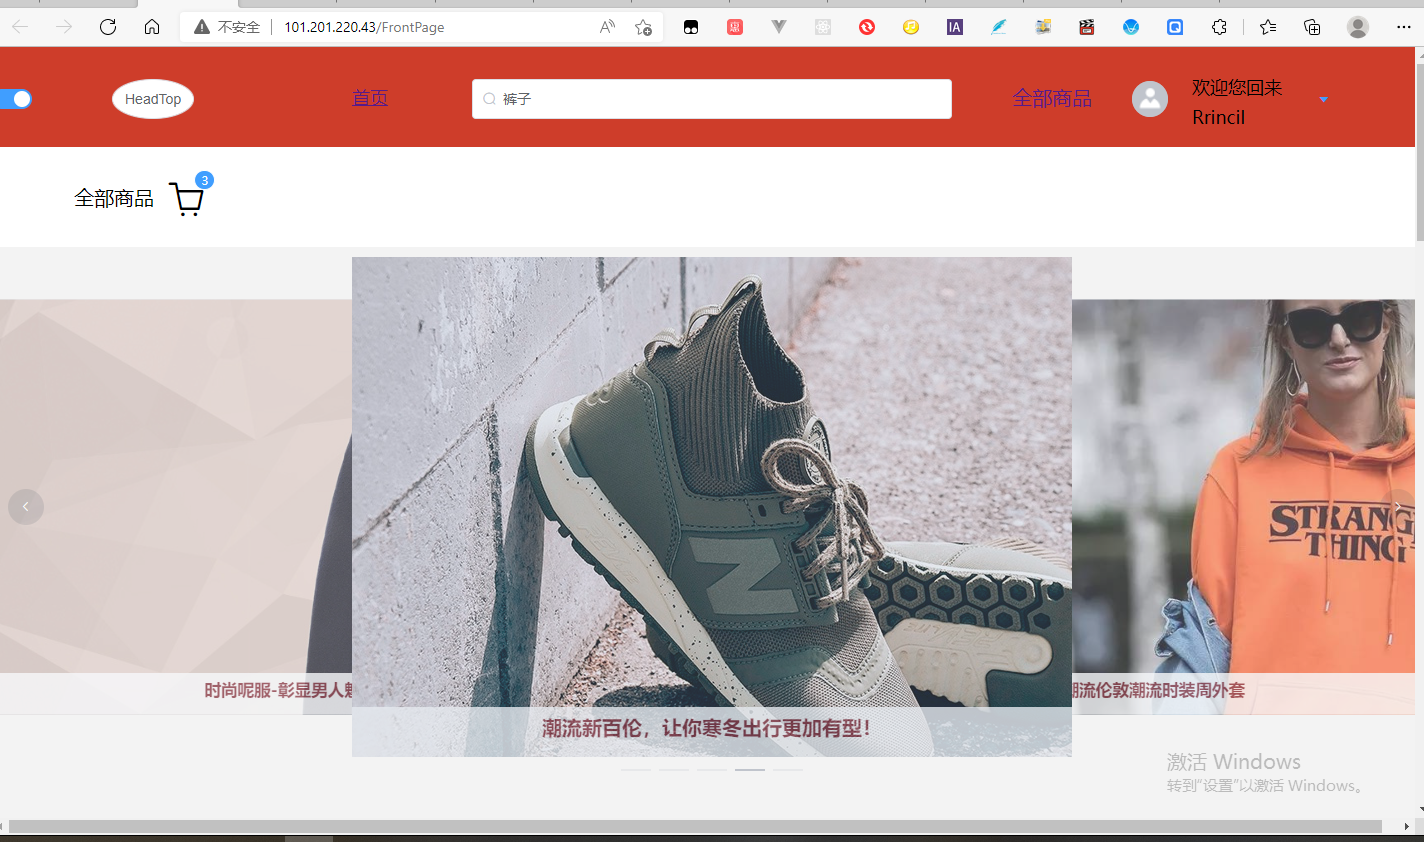 不安全
101.201.220.43/FrontPage
HeadTop
首页
裤子
全部商品
欢迎您回来
Rrincil
全部商品
3
STRANG
THING
N
时尚呢服-彰显男人
潮流伦敦潮流时装周外套
潮流新百伦，让你寒冬出行更加有型！
激活 Windows
转到"设置"以激活 Windows。